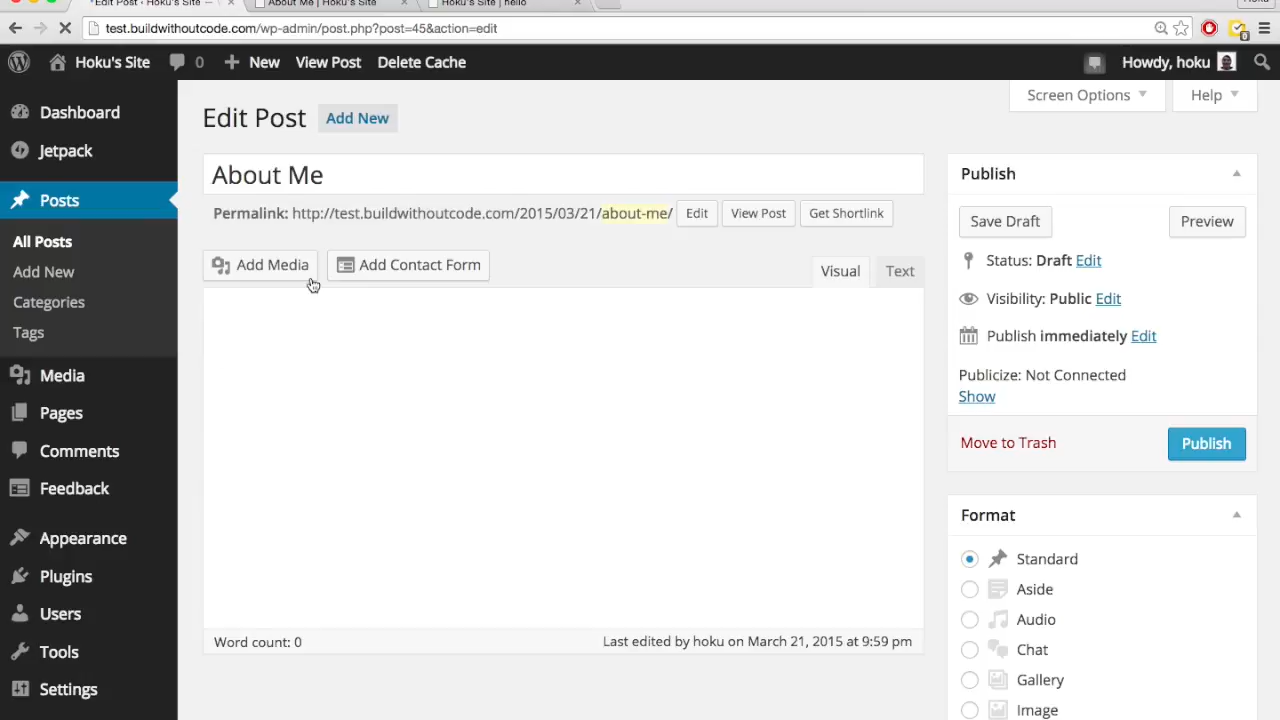 Edit Post ‹ Hoku's Site —
About Me | Hoku's Site
Hoku's Site | hello
Hoku
test.buildwithoutcode.com/wp-admin/post.php?post=45&action=edit
0
Hoku's Site
0
New
View Post
Delete Cache
Howdy, hoku
Screen Options
Help
Dashboard
Jetpack
Posts
All Posts
Add New
Categories
Tags
Media
Pages
Comments
Feedback
Appearance
Plugins
Users
Tools
Settings
Edit Post
Add New
About Me
Permalink: http://test.buildwithoutcode.com/2015/03/21/about-me/
Edit
View Post
Get Shortlink
Add Media
Add Contact Form
Visual
Text
Word count: 0
Last edited by hoku on March 21, 2015 at 9:59 pm
Publish
Save Draft
Preview
Status: Draft Edit
Visibility: Public Edit
Publish immediately Edit
Publicize: Not Connected
Show
Move to Trash
Publish
Format
Standard
Aside
Audio
Chat
Gallery
Image